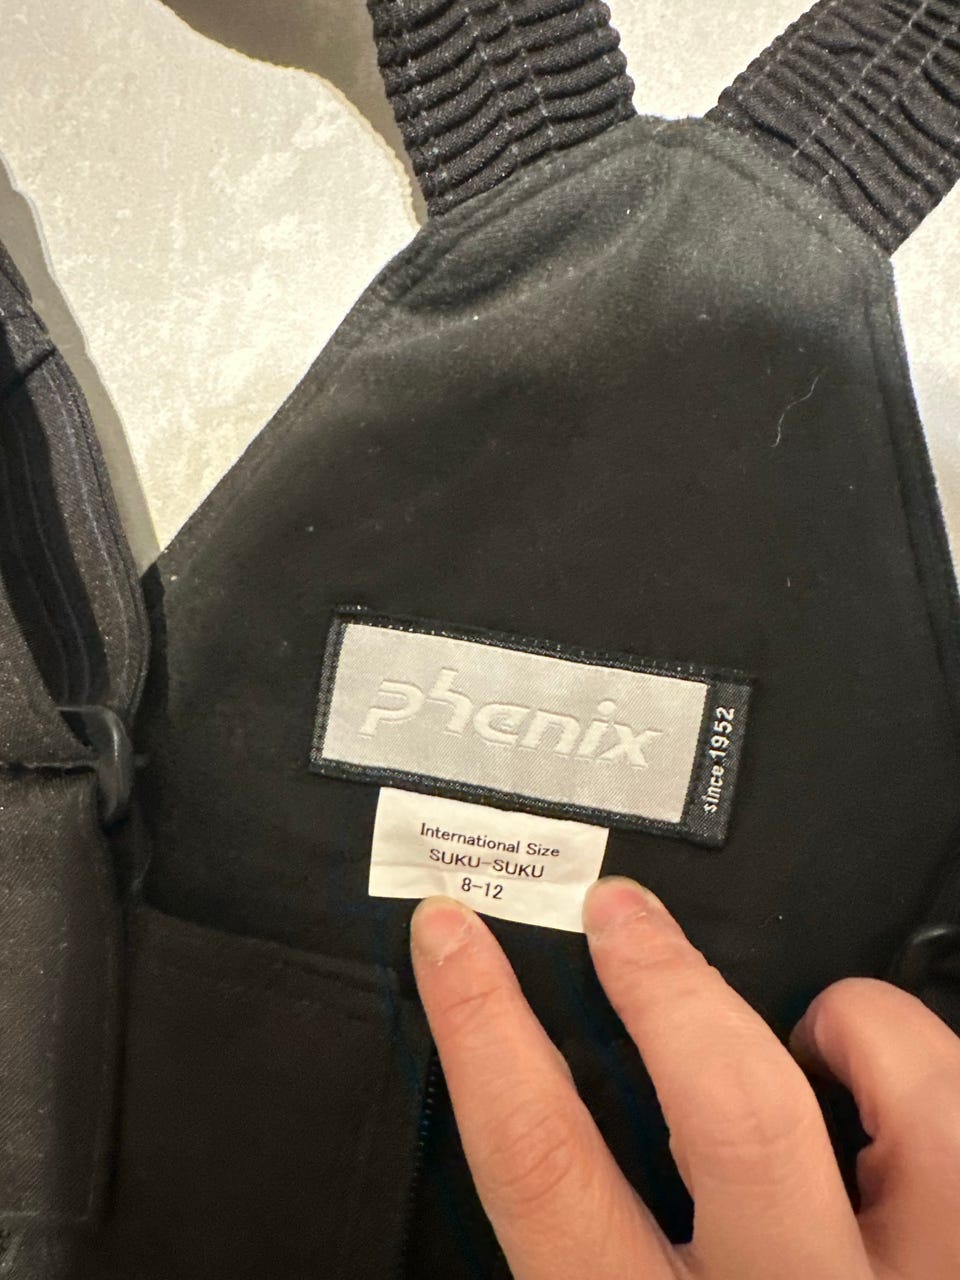 phenix
since 1952
International Size
SUKU-SUKU
8-12